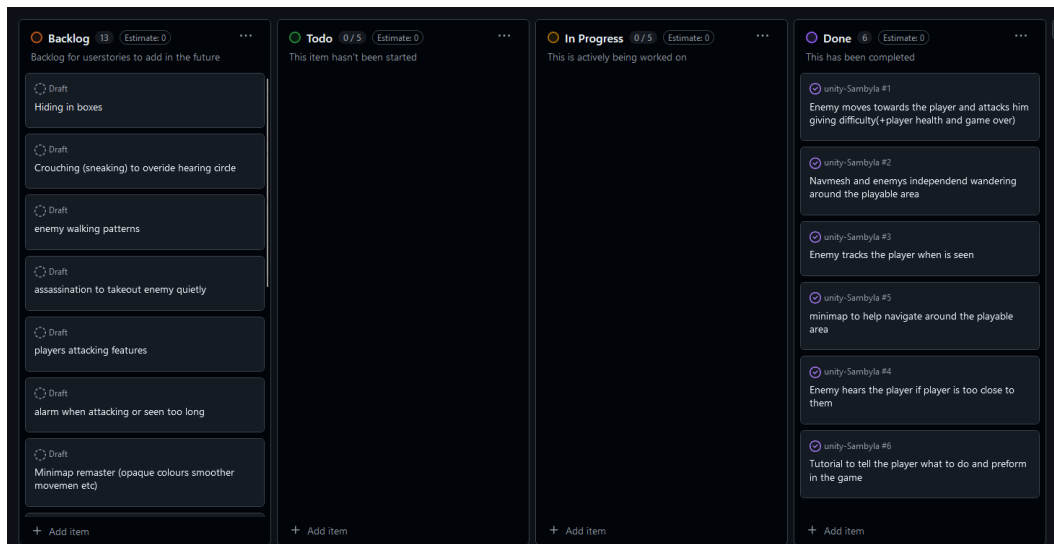 Backlog 13 Estimate: 0
Backlog for userstories to add in the future
Draft
Hiding in boxes
Draft
Crouching (sneaking) to overide hearing circle
Draft
enemy walking patterns
Draft
assassination to takeout enemy quietly
Draft
players attacking features
Draft
alarm when attacking or seen too long
Draft
Minimap remaster (opaque colours smoother
movemen etc)
+ Add item
Todo 0 / 5 Estimate: 0
This item hasn't been started
+ Add item
In Progress 0 / 5 Estimate: 0
This is actively being worked on
+ Add item
Done 6 Estimate: 0
This has been completed
unity-Sambyla #1
Enemy moves towards the player and attacks him
giving difficulty(+player health and game over)
unity-Sambyla #2
Navmesh and enemys independend wandering
around the playable area
unity-Sambyla #3
Enemy tracks the player when is seen
unity-Sambyla #5
minimap to help navigate around the playable
area
unity-Sambyla #4
Enemy hears the player if player is too close to
them
unity-Sambyla #6
Tutorial to tell the player what to do and preform
in the game
+ Add item